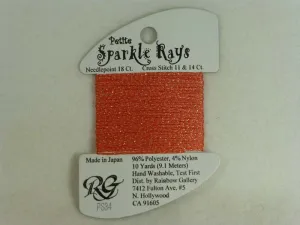 Petite
Sparkle Rays
Needlepoint 18 Ct. Cross Stitch 11 & 14 Ct.
Made in Japan
96% Polyester, 4% Nylon
10 Yards (9.1 Meters)
Hand Washable, Test First
Dist. by Rainbow Gallery
7412 Fulton Ave, #5
N. Hollywood
CA 91605
RG
PS94